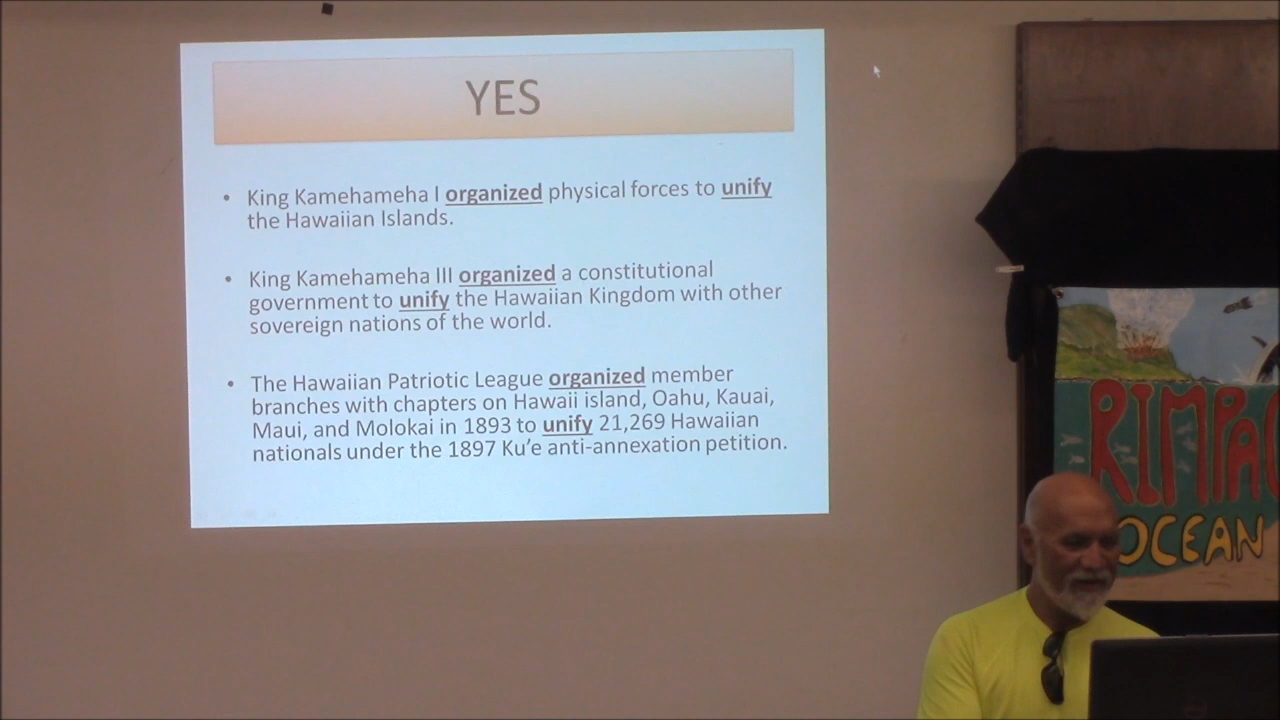 YES
• King Kamehameha I organized physical forces to unify
the Hawaiian Islands.
• King Kamehameha III organized a constitutional
government to unify the Hawaiian Kingdom with other
sovereign nations of the world.
• The Hawaiian Patriotic League organized member
branches with chapters on Hawaii island, Oahu, Kauai,
Maui, and Molokai in 1893 to unify 21,269 Hawaiian
nationals under the 1897 Ku’e anti-annexation petition.
RIMPAC
OCEAN